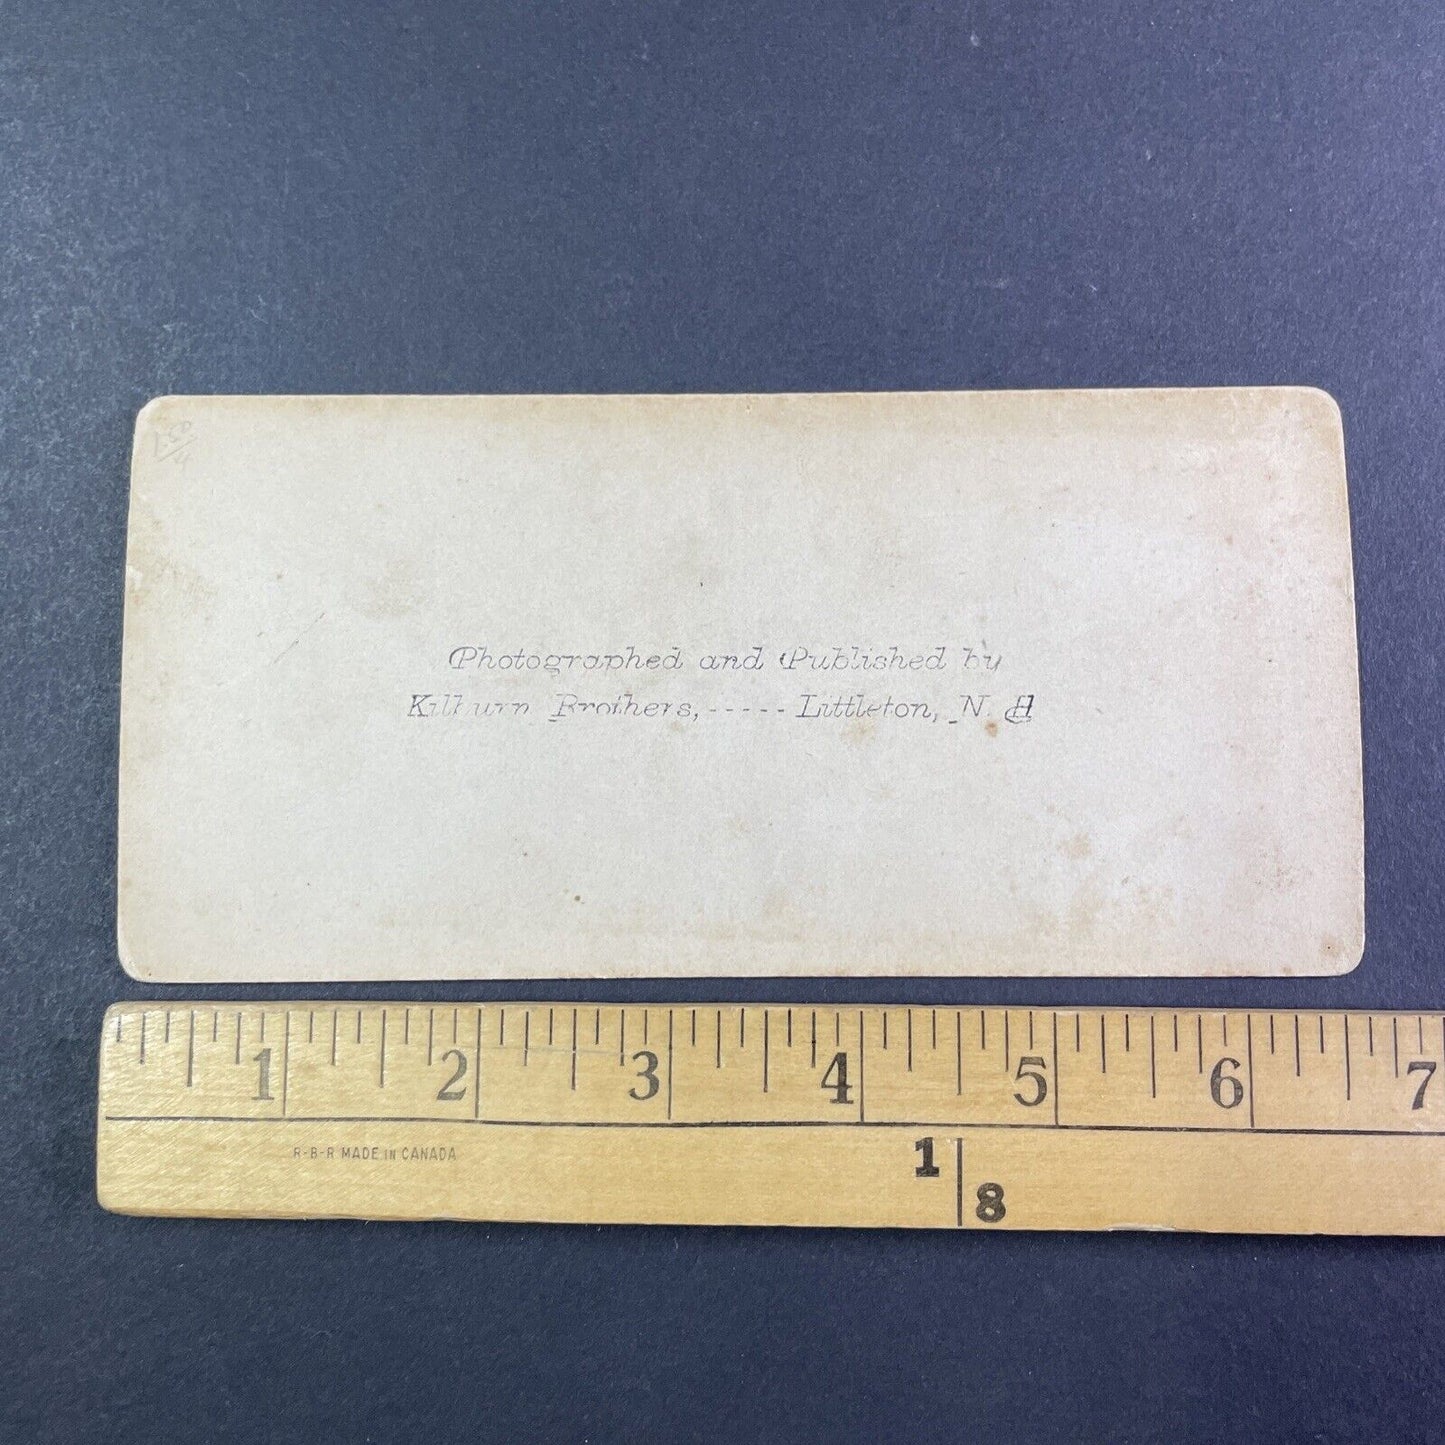 Photographed and Published by
Kilburn Brothers, ----- Littleton, N. H
1 2 3 4 5 6 7
R-B-R MADE IN CANADA
1
8